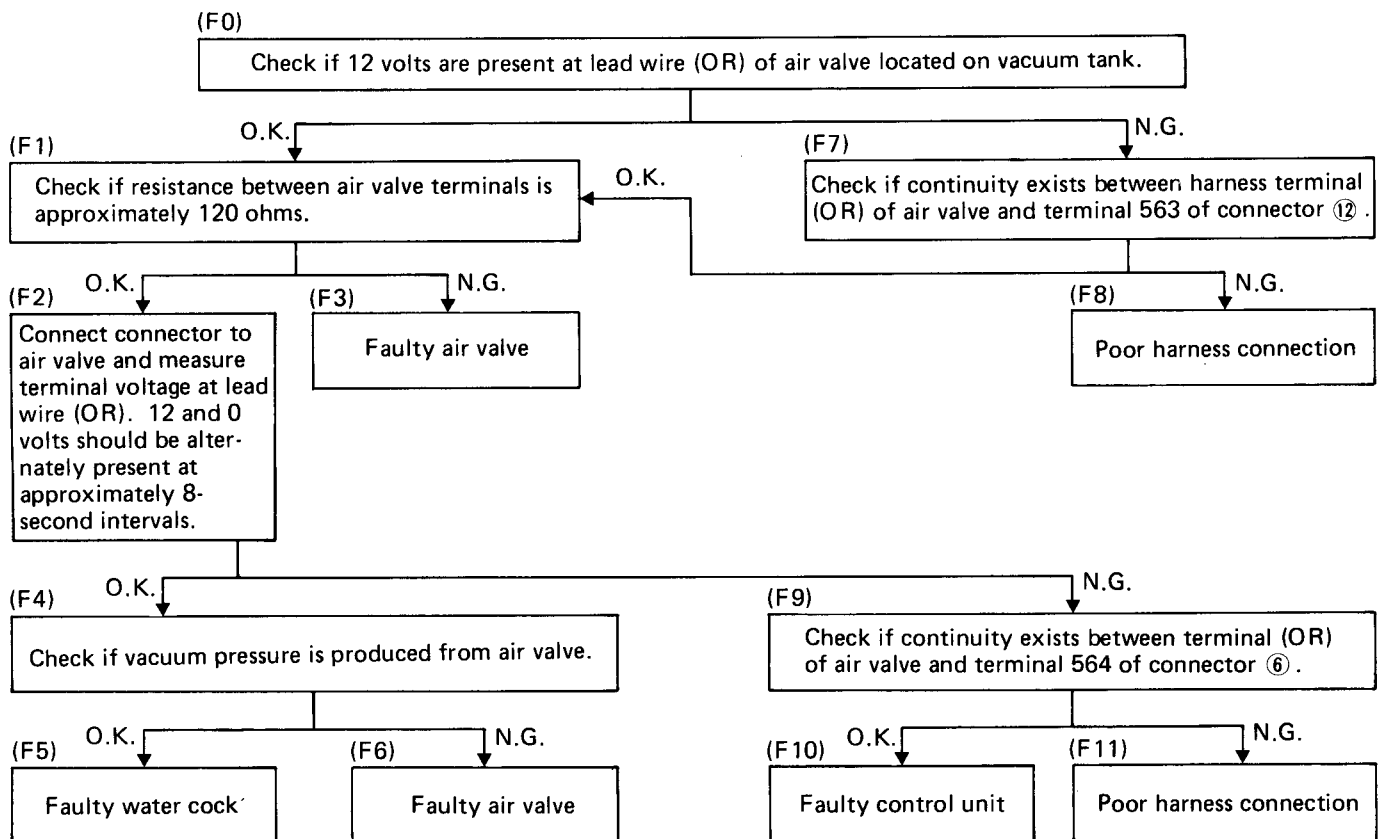 (F0)
Check if 12 volts are present at lead wire (OR) of air valve located on vacuum tank.
O.K.
N.G.
(F1)
Check if resistance between air valve terminals is
approximately 120 ohms.
O.K.
(F7)
Check if continuity exists between harness terminal
(OR) of air valve and terminal 563 of connector ⑫ .
O.K.
N.G.
(F2)
Connect connector to
air valve and measure
terminal voltage at lead
wire (OR). 12 and 0
volts should be alter-
nately present at
approximately 8-
second intervals.
(F3)
Faulty air valve
N.G.
(F8)
Poor harness connection
O.K.
N.G.
(F4)
Check if vacuum pressure is produced from air valve.
(F9)
Check if continuity exists between terminal (OR)
of air valve and terminal 564 of connector ⑥ .
O.K.
N.G.
(F5)
Faulty water cock
(F6)
Faulty air valve
O.K.
N.G.
(F10)
Faulty control unit
(F11)
Poor harness connection